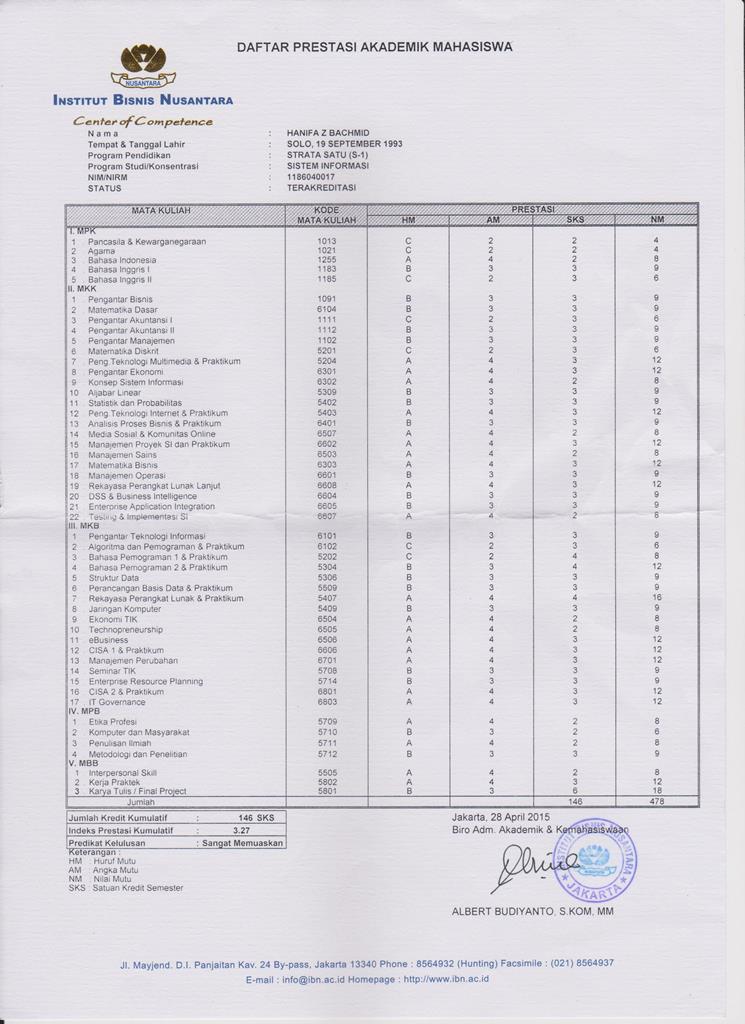 DAFTAR PRESTASI AKADEMIK MAHASISWA
NUSANTARA
INSTITUT BISNIS NUSANTARA
Center of Competence
Nama : HANIFA Z BACHMID
Tempat & Tanggal Lahir : SOLO, 19 SEPTEMBER 1993
Program Pendidikan : STRATA SATU (S-1)
Program Studi/Konsentrasi : SISTEM INFORMASI
NIM/NIRM : 1186040017
STATUS : TERAKREDITASI
MATA KULIAH KODE MATA KULIAH PRESTASI
HM AM SKS NM
I. MPK
1 Pancasila & Kewarganegaraan 1013 C 2 2 4
2 Agama 1021 C 2 2 4
3 Bahasa Indonesia 1255 A 4 2 8
4 Bahasa Inggris I 1183 B 3 3 9
5 Bahasa Inggris II 1185 C 2 3 6
II. MKK
1 Pengantar Bisnis 1091 B 3 3 9
2 Matematika Dasar 6104 B 3 3 9
3 Pengantar Akuntansi I 1111 C 2 3 6
4 Pengantar Akuntansi II 1112 B 3 3 9
5 Pengantar Manajemen 1102 B 3 3 9
6 Matematika Diskrit 5201 C 2 3 6
7 Peng.Teknologi Multimedia & Praktikum 5204 A 4 3 12
8 Pengantar Ekonomi 6301 A 4 3 12
9 Konsep Sistem Informasi 6302 A 4 2 8
10 Aljabar Linear 5309 B 3 3 9
11 Statistik dan Probabilitas 5402 B 3 3 9
12 Peng.Teknologi Internet & Praktikum 5403 A 4 3 12
13 Analisis Proses Bisnis & Praktikum 6401 B 3 3 9
14 Media Sosial & Komunitas Online 6507 A 4 2 8
15 Manajemen Proyek SI dan Praktikum 6602 A 4 3 12
16 Manajemen Sains 6503 A 4 2 8
17 Matematika Bisnis 6303 A 4 3 12
18 Manajemen Operasi 6601 B 3 3 9
19 Rekayasa Perangkat Lunak Lanjut 6608 A 4 3 12
20 DSS & Business Intelligence 6604 B 3 3 9
21 Enterprise Application Integration 6605 B 3 3 9
22 Testing & Implementasi SI 6607 A 4 2 8
III. MKB
1 Pengantar Teknologi Informasi 6101 B 3 3 9
2 Algoritma dan Pemograman & Praktikum 6102 C 2 3 6
3 Bahasa Pemograman 1 & Praktikum 5202 C 2 4 8
4 Bahasa Pemograman 2 & Praktikum 5304 B 3 4 12
5 Struktur Data 5306 B 3 3 9
6 Perancangan Basis Data & Praktikum 5509 B 3 3 9
7 Rekayasa Perangkat Lunak & Praktikum 5407 A 4 4 16
8 Jaringan Komputer 5409 B 3 3 9
9 Ekonomi TIK 6504 A 4 2 8
10 Technopreneurship 6505 A 4 2 8
11 eBusiness 6506 A 4 3 12
12 CISA 1 & Praktikum 6606 A 4 3 12
13 Manajemen Perubahan 6701 A 4 3 12
14 Seminar TIK 5708 B 3 3 9
15 Enterprise Resource Planning 5714 B 3 3 9
16 CISA 2 & Praktikum 6801 A 4 3 12
17 IT Governance 6803 A 4 3 12
IV. MPB
1 Etika Profesi 5709 A 4 2 8
2 Komputer dan Masyarakat 5710 B 3 2 6
3 Penulisan Ilmiah 5711 A 4 2 8
4 Metodologi dan Penelitian 5712 B 3 3 9
V. MBB
1 Interpersonal Skill 5505 A 4 2 8
2 Kerja Praktek 5802 A 4 3 12
3 Karya Tulis / Final Project 5801 B 3 6 18
Jumlah 146 478
Jumlah Kredit Kumulatif : 146 SKS
Indeks Prestasi Kumulatif : 3.27
Predikat Kelulusan : Sangat Memuaskan
Keterangan :
HM : Huruf Mutu
AM : Angka Mutu
NM : Nilai Mutu
SKS : Satuan Kredit Semester
Jakarta, 28 April 2015
Biro Adm. Akademik & Kemahasiswaan
INSTITUT BISNIS NUSANTARA
JAKARTA
ALBERT BUDIYANTO, S.KOM, MM
Jl. Mayjend. D.I. Panjaitan Kav. 24 By-pass, Jakarta 13340 Phone : 8564932 (Hunting) Facsimile : (021) 8564937
E-mail : info@ibn.ac.id Homepage : http://www.ibn.ac.id